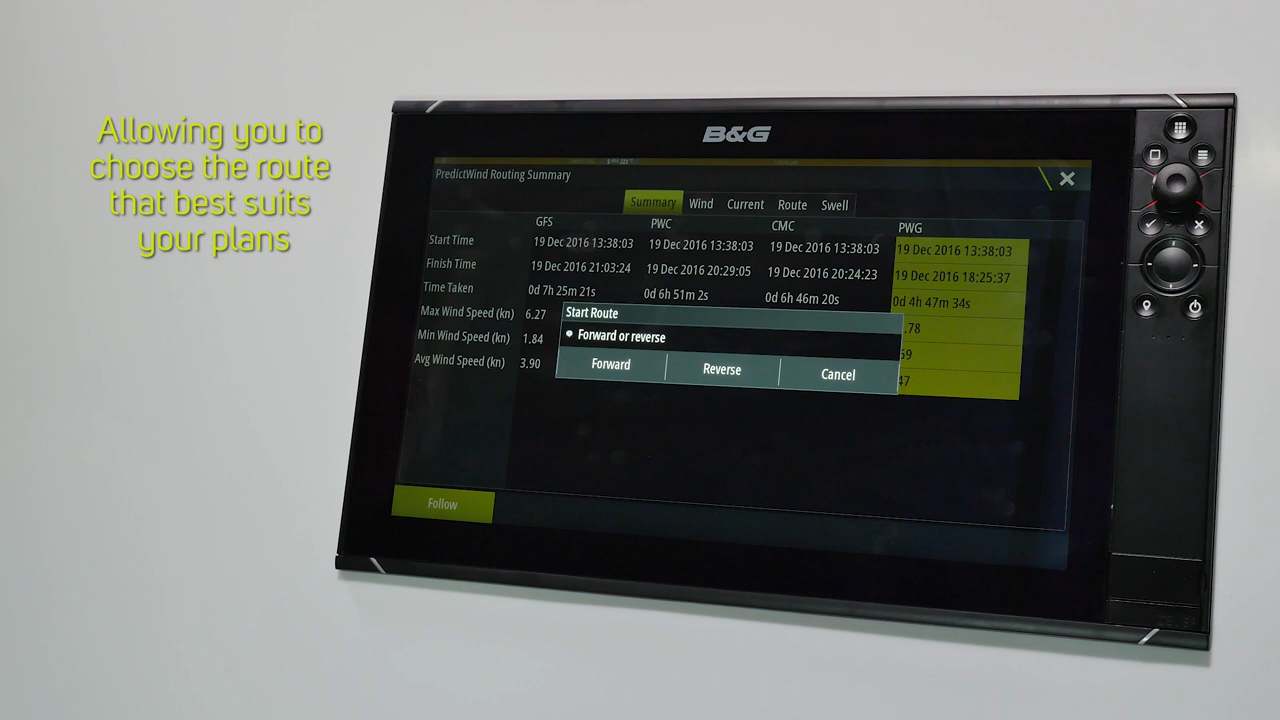 Allowing you to
choose the route
that best suits
your plans
B&G
PredictWind Routing Summary
Summary Wind Current Route Swell
GFS PWC CMC PWG
Start Time 19 Dec 2016 13:38:03 19 Dec 2016 13:38:03 19 Dec 2016 13:38:03 19 Dec 2016 13:38:03
Finish Time 19 Dec 2016 21:03:24 19 Dec 2016 20:29:05 19 Dec 2016 20:24:23 19 Dec 2016 18:25:37
Time Taken 0d 7h 25m 21s 0d 6h 51m 2s 0d 6h 46m 20s 0d 4h 47m 34s
Max Wind Speed (kn) 6.27 .78
Min Wind Speed (kn) 1.84 59
Avg Wind Speed (kn) 3.90 47
Start Route
Forward or reverse
Forward Reverse Cancel
Follow